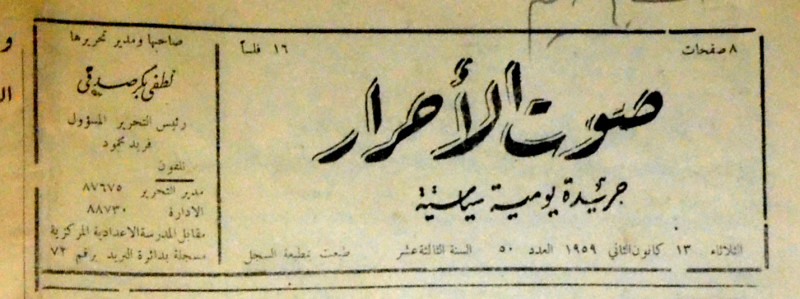 ٨ صفحات
١٦ فلساً
صوت الأحرار
جريدة يومية سياسية
الثلاثاء ١٣ كانون الثاني ١٩٥٩ العدد ٥٠ السنة الثالثة عشر طبعت بمطبعة السجل
صاحبها ومدير تحريرها
لطفي بكر صدقي
رئيس التحرير المسؤول
فريد محمود
تلفون
مدير التحرير ٨٧٦٧٥
الادارة ٨٨٧٣٠
مقابل المدرسة الاعدادية المركزية
مسجلة بدائرة البريد برقم ٧٢